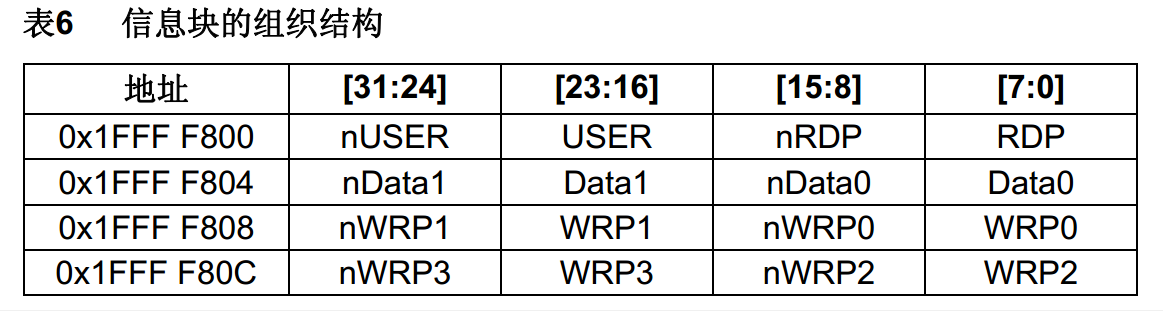 表6 信息块的组织结构
地址 [31:24] [23:16] [15:8] [7:0]
0x1FFF F800 nUSER USER nRDP RDP
0x1FFF F804 nData1 Data1 nData0 Data0
0x1FFF F808 nWRP1 WRP1 nWRP0 WRP0
0x1FFF F80C nWRP3 WRP3 nWRP2 WRP2